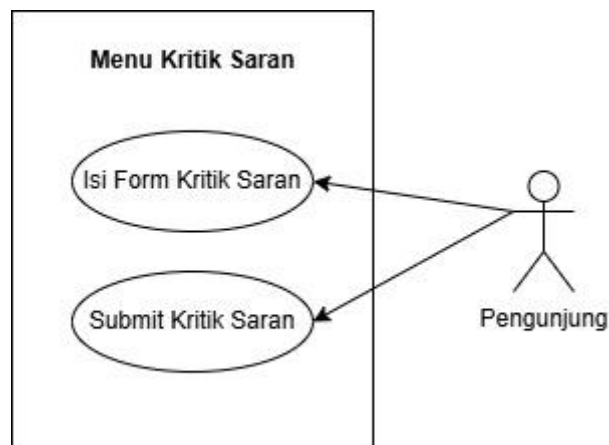 Menu Kritik Saran
Isi Form Kritik Saran
Submit Kritik Saran
Pengunjung